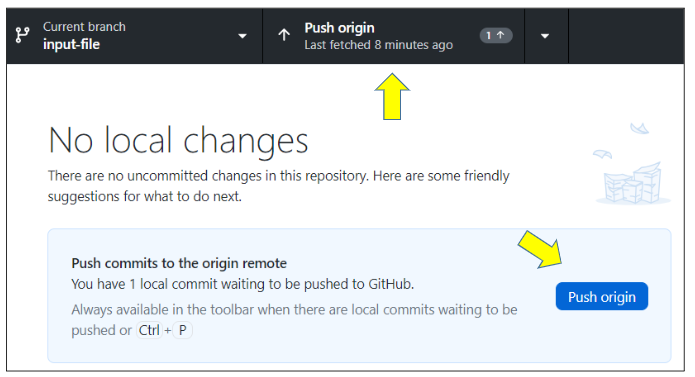 Current branch
input-file
Push origin
Last fetched 8 minutes ago
1
No local changes
There are no uncommitted changes in this repository. Here are some friendly
suggestions for what to do next.
Push commits to the origin remote
You have 1 local commit waiting to be pushed to GitHub.
Always available in the toolbar when there are local commits waiting to be
pushed or Ctrl + P
Push origin